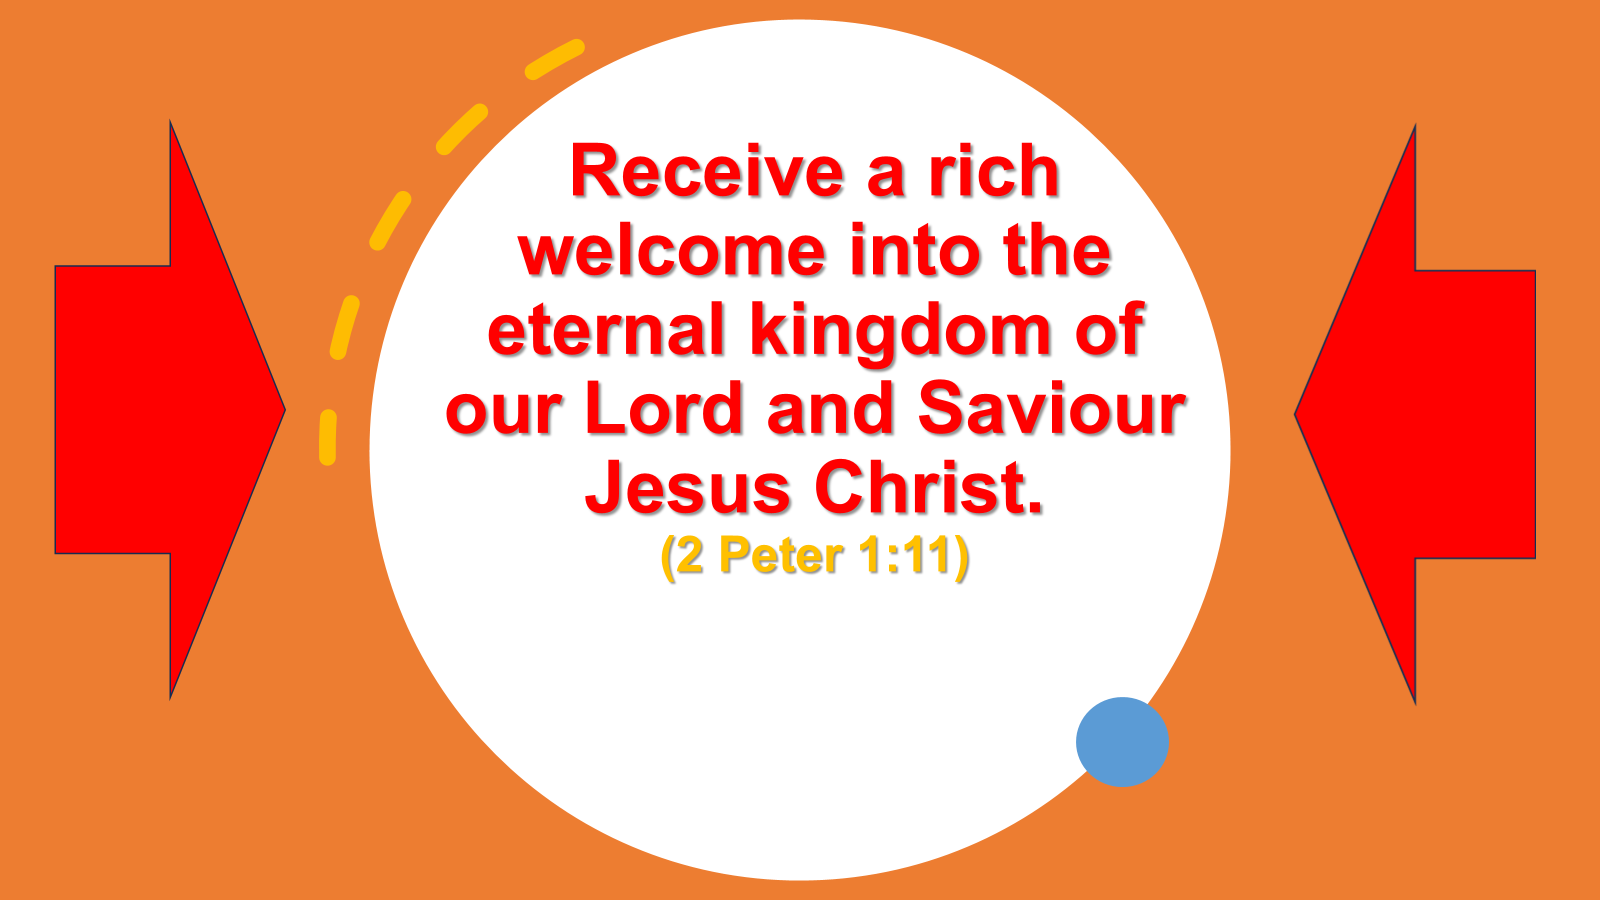 Receive a rich
welcome into the
eternal kingdom of
our Lord and Saviour
Jesus Christ.
(2 Peter 1:11)